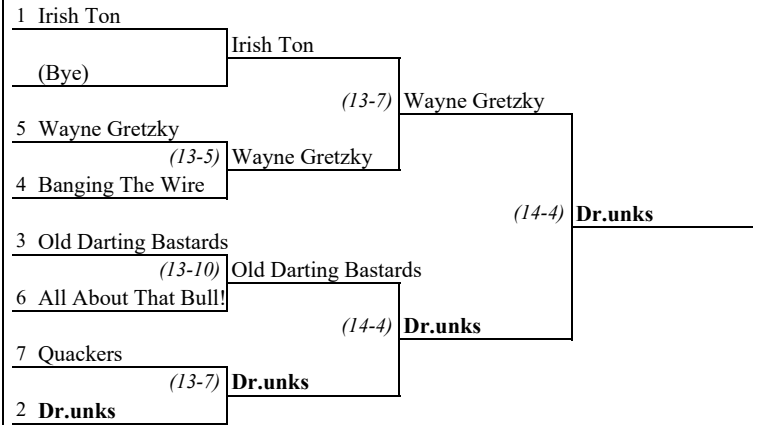 1 Irish Ton
Irish Ton
(Bye)
(13-7) Wayne Gretzky
5 Wayne Gretzky
(13-5) Wayne Gretzky
4 Banging The Wire
(14-4) Dr.unks
3 Old Darting Bastards
(13-10) Old Darting Bastards
6 All About That Bull!
(14-4) Dr.unks
7 Quackers
(13-7) Dr.unks
2 Dr.unks